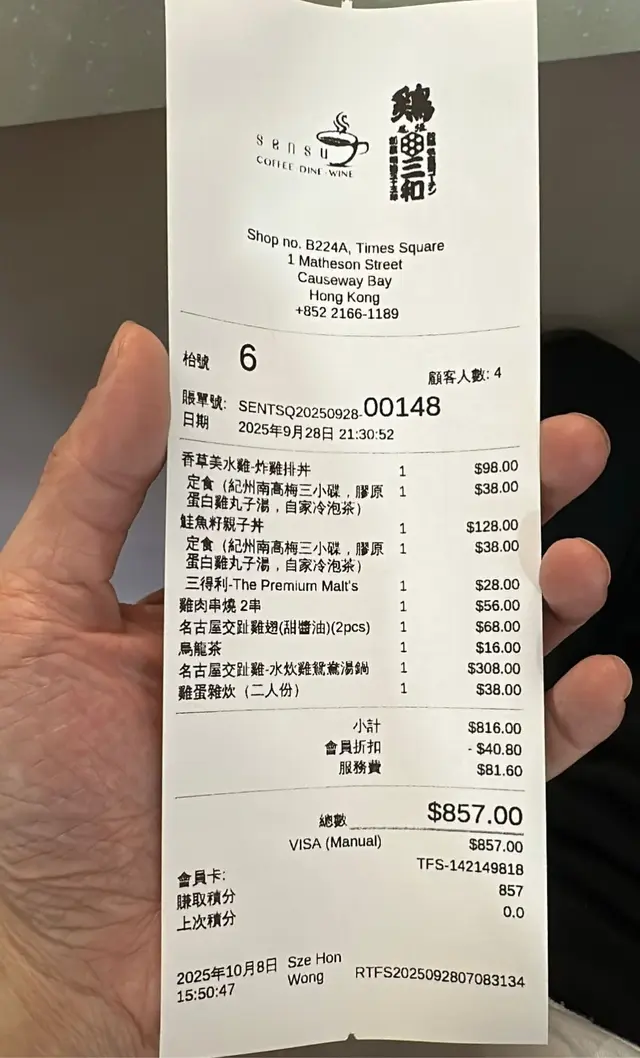 sensu
COFFEE·DINE·WINE
鶏
三和
Shop no. B224A, Times Square
1 Matheson Street
Causeway Bay
Hong Kong
+852 2166-1189
枱號 6 顧客人數: 4
賬單號: SENTSQ20250928-00148
日期 2025年9月28日 21:30:52
香草美水雞-炸雞排丼 1 $98.00
定食（紀州南高梅三小碟，膠原 1 $38.00
蛋白雞丸子湯，自家冷泡茶）
鮭魚籽親子丼 1 $128.00
定食（紀州南高梅三小碟，膠原 1 $38.00
蛋白雞丸子湯，自家冷泡茶）
三得利-The Premium Malt's 1 $28.00
雞肉串燒 2串 1 $56.00
名古屋交趾雞翅(甜醬油)(2pcs) 1 $68.00
烏龍茶 1 $16.00
名古屋交趾雞-水炊雞鴛鴦湯鍋 1 $308.00
雞蛋雜炊（二人份） 1 $38.00
小計 $816.00
會員折扣 - $40.80
服務費 $81.60
總數 $857.00
VISA (Manual) $857.00
會員卡: TFS-142149818
賺取積分 857
上次積分 0.0
2025年10月8日 Sze Hon RTFS2025092807083134
15:50:47 Wong